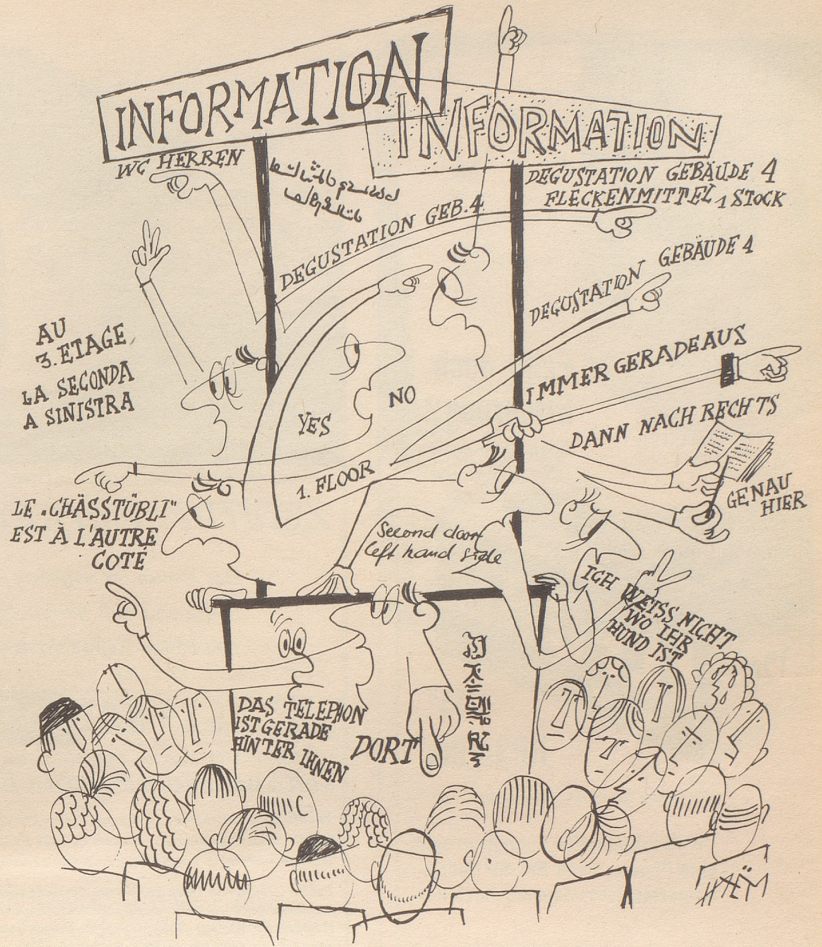 INFORMATION
INFORMATION
WC HERREN
DEGUSTATION GEBÄUDE 4
FLECKENMITTEL 1 STOCK
DEGUSTATION GEB. 4
DEGUSTATION GEBÄUDE 4
AU
3. ETAGE
LA SECONDA
A SINISTRA
YES
NO
IMMER GERADEAUS
DANN NACH RECHTS
1. FLOOR
GENAU
HIER
LE „CHÄSSTÜBLI"
EST À L'AUTRE
COTÉ
Second door
left hand side
ICH WEISS NICHT
WO IHR
HUND IST
DAS TELEPHON
IST GERADE
HINTER IHNEN
DORT
HAËM